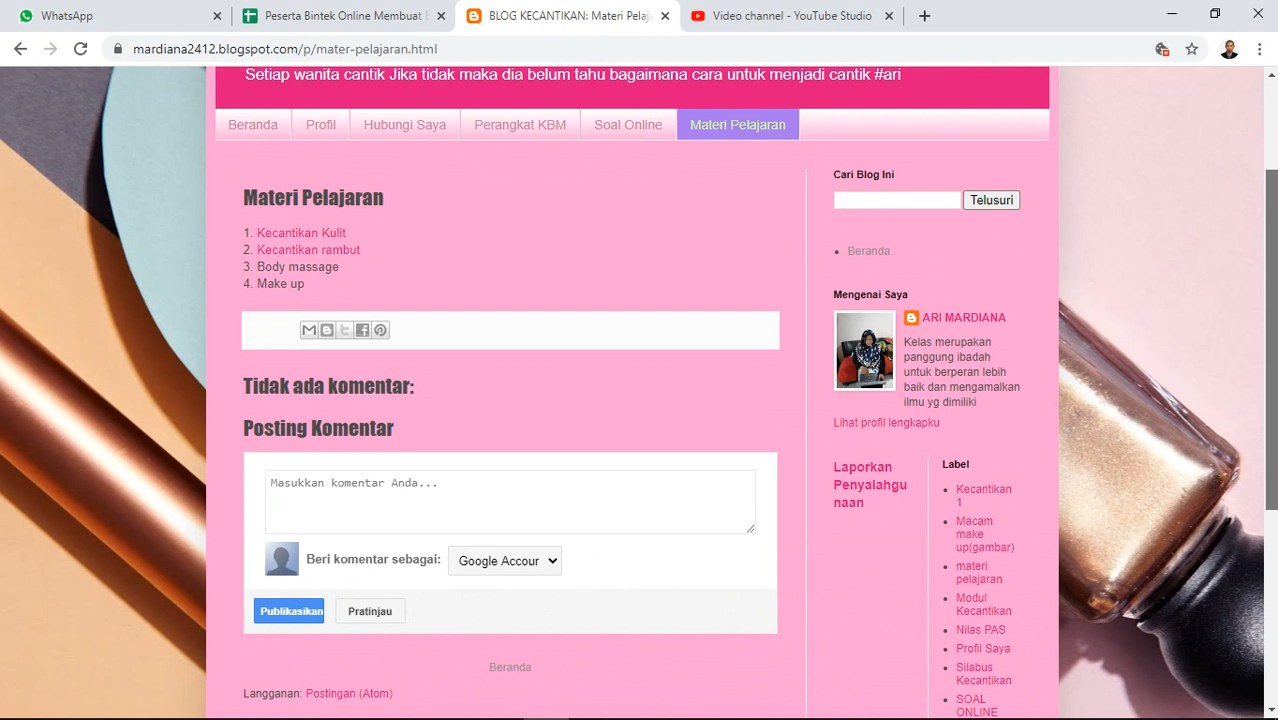 WhatsApp
Peserta Bintek Online Membuat B
BLOG KECANTIKAN: Materi Pelaja
Video channel - YouTube Studio
mardiana2412.blogspot.com/p/mater-pelajaran.html
Setiap wanita cantik Jika tidak maka dia belum tahu bagaimana cara untuk menjadi cantik #ari
Beranda
Profil
Hubungi Saya
Perangkat KBM
Soal Online
Materi Pelajaran
Materi Pelajaran
1. Kecantikan Kulit
2. Kecantikan rambut
3. Body massage
4. Make up
Tidak ada komentar:
Posting Komentar
Masukkan komentar Anda...
Beri komentar sebagai:
Google Accour
Publikasikan
Pratinjau
Beranda
Langganan: Postingan (Atom)
Cari Blog Ini
Telusuri
Beranda
Mengenai Saya
ARI MARDIANA
Kelas merupakan
panggung ibadah
untuk berperan lebih
baik dan mengamalkan
ilmu yg dimiliki
Lihat profil lengkapku
Laporkan
Penyalahgu
naan
Label
Kecantikan
1
Macam
make
up(gambar)
materi
pelajaran
Modul
Kecantikan
Nilas PAS
Profil Saya
Silabus
Kecantikan
SOAL
ONLINE